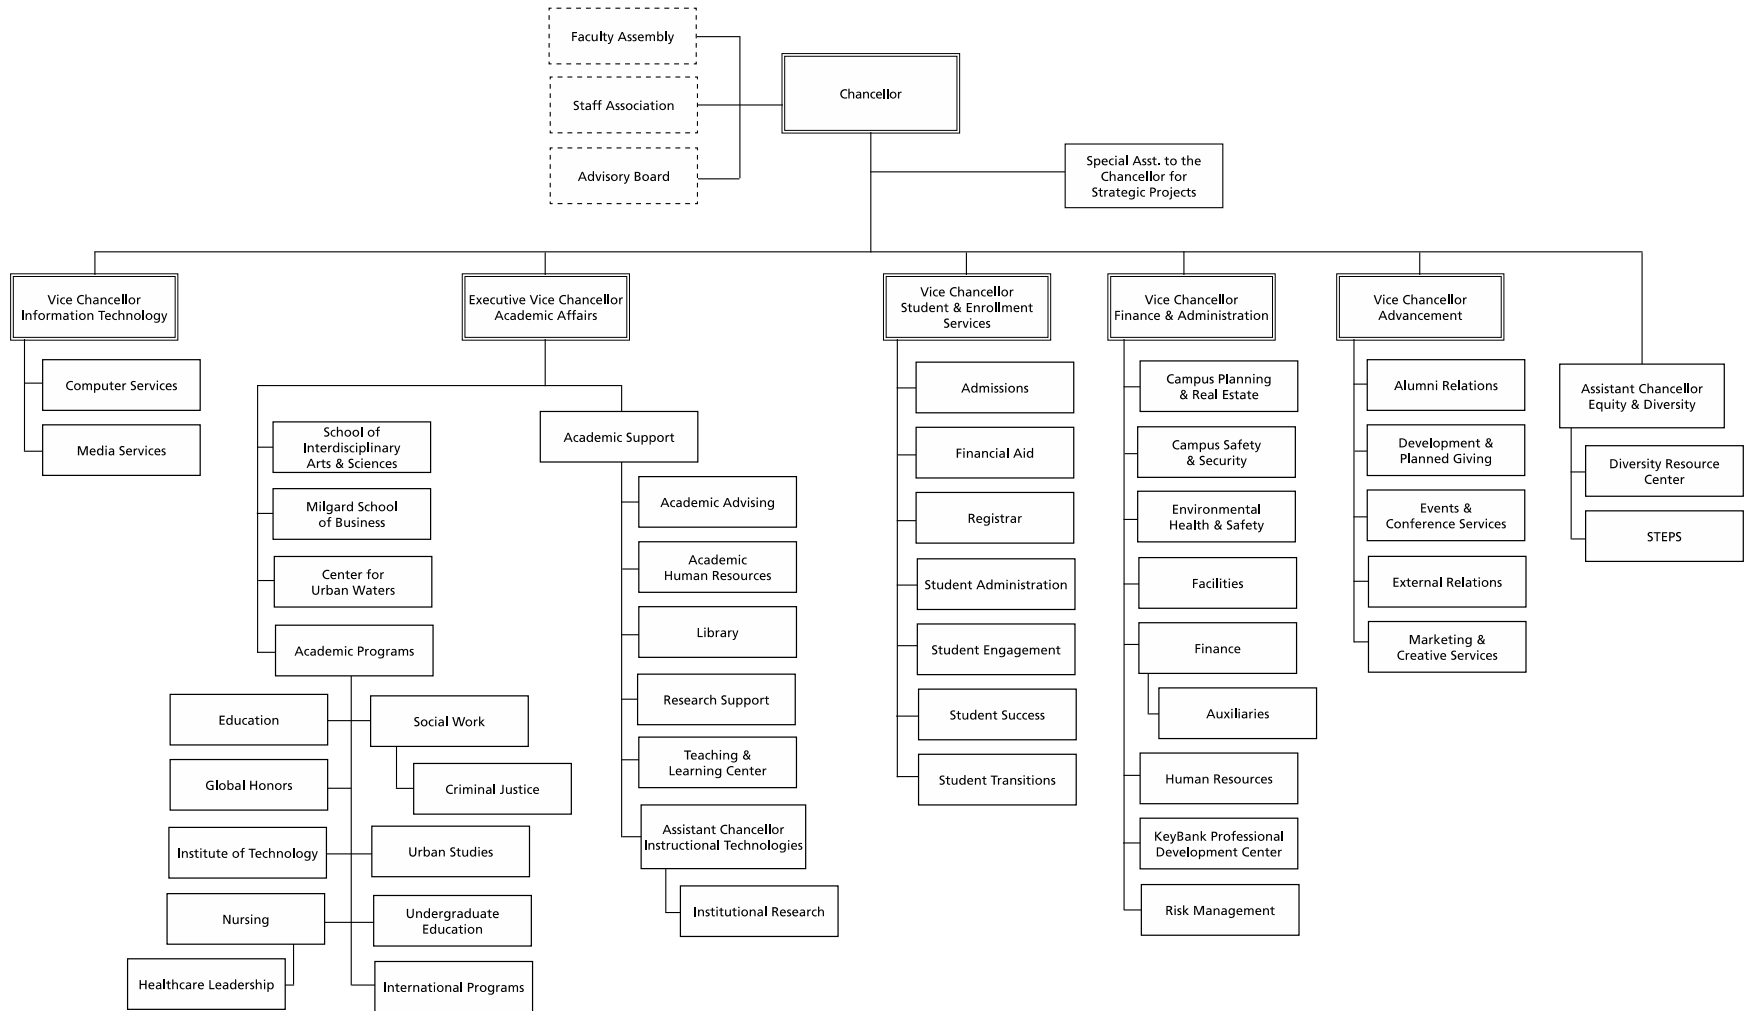 Faculty Assembly
Chancellor
Staff Association
Advisory Board
Special Asst. to the
Chancellor for
Strategic Projects
Vice Chancellor
Information Technology
Computer Services
Media Services
Executive Vice Chancellor
Academic Affairs
School of
Interdisciplinary
Arts & Sciences
Milgard School
of Business
Center for
Urban Waters
Academic Programs
Education
Social Work
Criminal Justice
Global Honors
Institute of Technology
Urban Studies
Nursing
Undergraduate
Education
Healthcare Leadership
International Programs
Academic Support
Academic Advising
Academic
Human Resources
Library
Research Support
Teaching &
Learning Center
Assistant Chancellor
Instructional Technologies
Institutional Research
Vice Chancellor
Student & Enrollment
Services
Admissions
Financial Aid
Registrar
Student Administration
Student Engagement
Student Success
Student Transitions
Vice Chancellor
Finance & Administration
Campus Planning
& Real Estate
Campus Safety
& Security
Environmental
Health & Safety
Facilities
Finance
Auxiliaries
Human Resources
KeyBank Professional
Development Center
Risk Management
Vice Chancellor
Advancement
Alumni Relations
Development &
Planned Giving
Events &
Conference Services
External Relations
Marketing &
Creative Services
Assistant Chancellor
Equity & Diversity
Diversity Resource
Center
STEPS